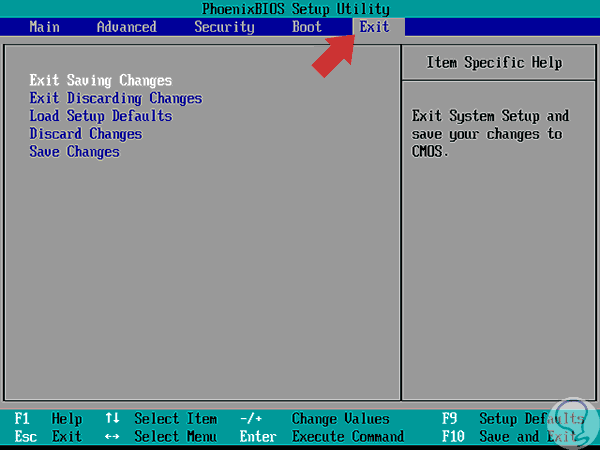 PhoenixBIOS Setup Utility
Main Advanced Security Boot Exit
Item Specific Help
Exit Saving Changes
Exit Discarding Changes
Load Setup Defaults
Discard Changes
Save Changes
Exit System Setup and
save your changes to
CMOS.
F1 Help ↑↓ Select Item -/+ Change Values F9 Setup Defaults
Esc Exit ↔ Select Menu Enter Execute Command F10 Save and Exit